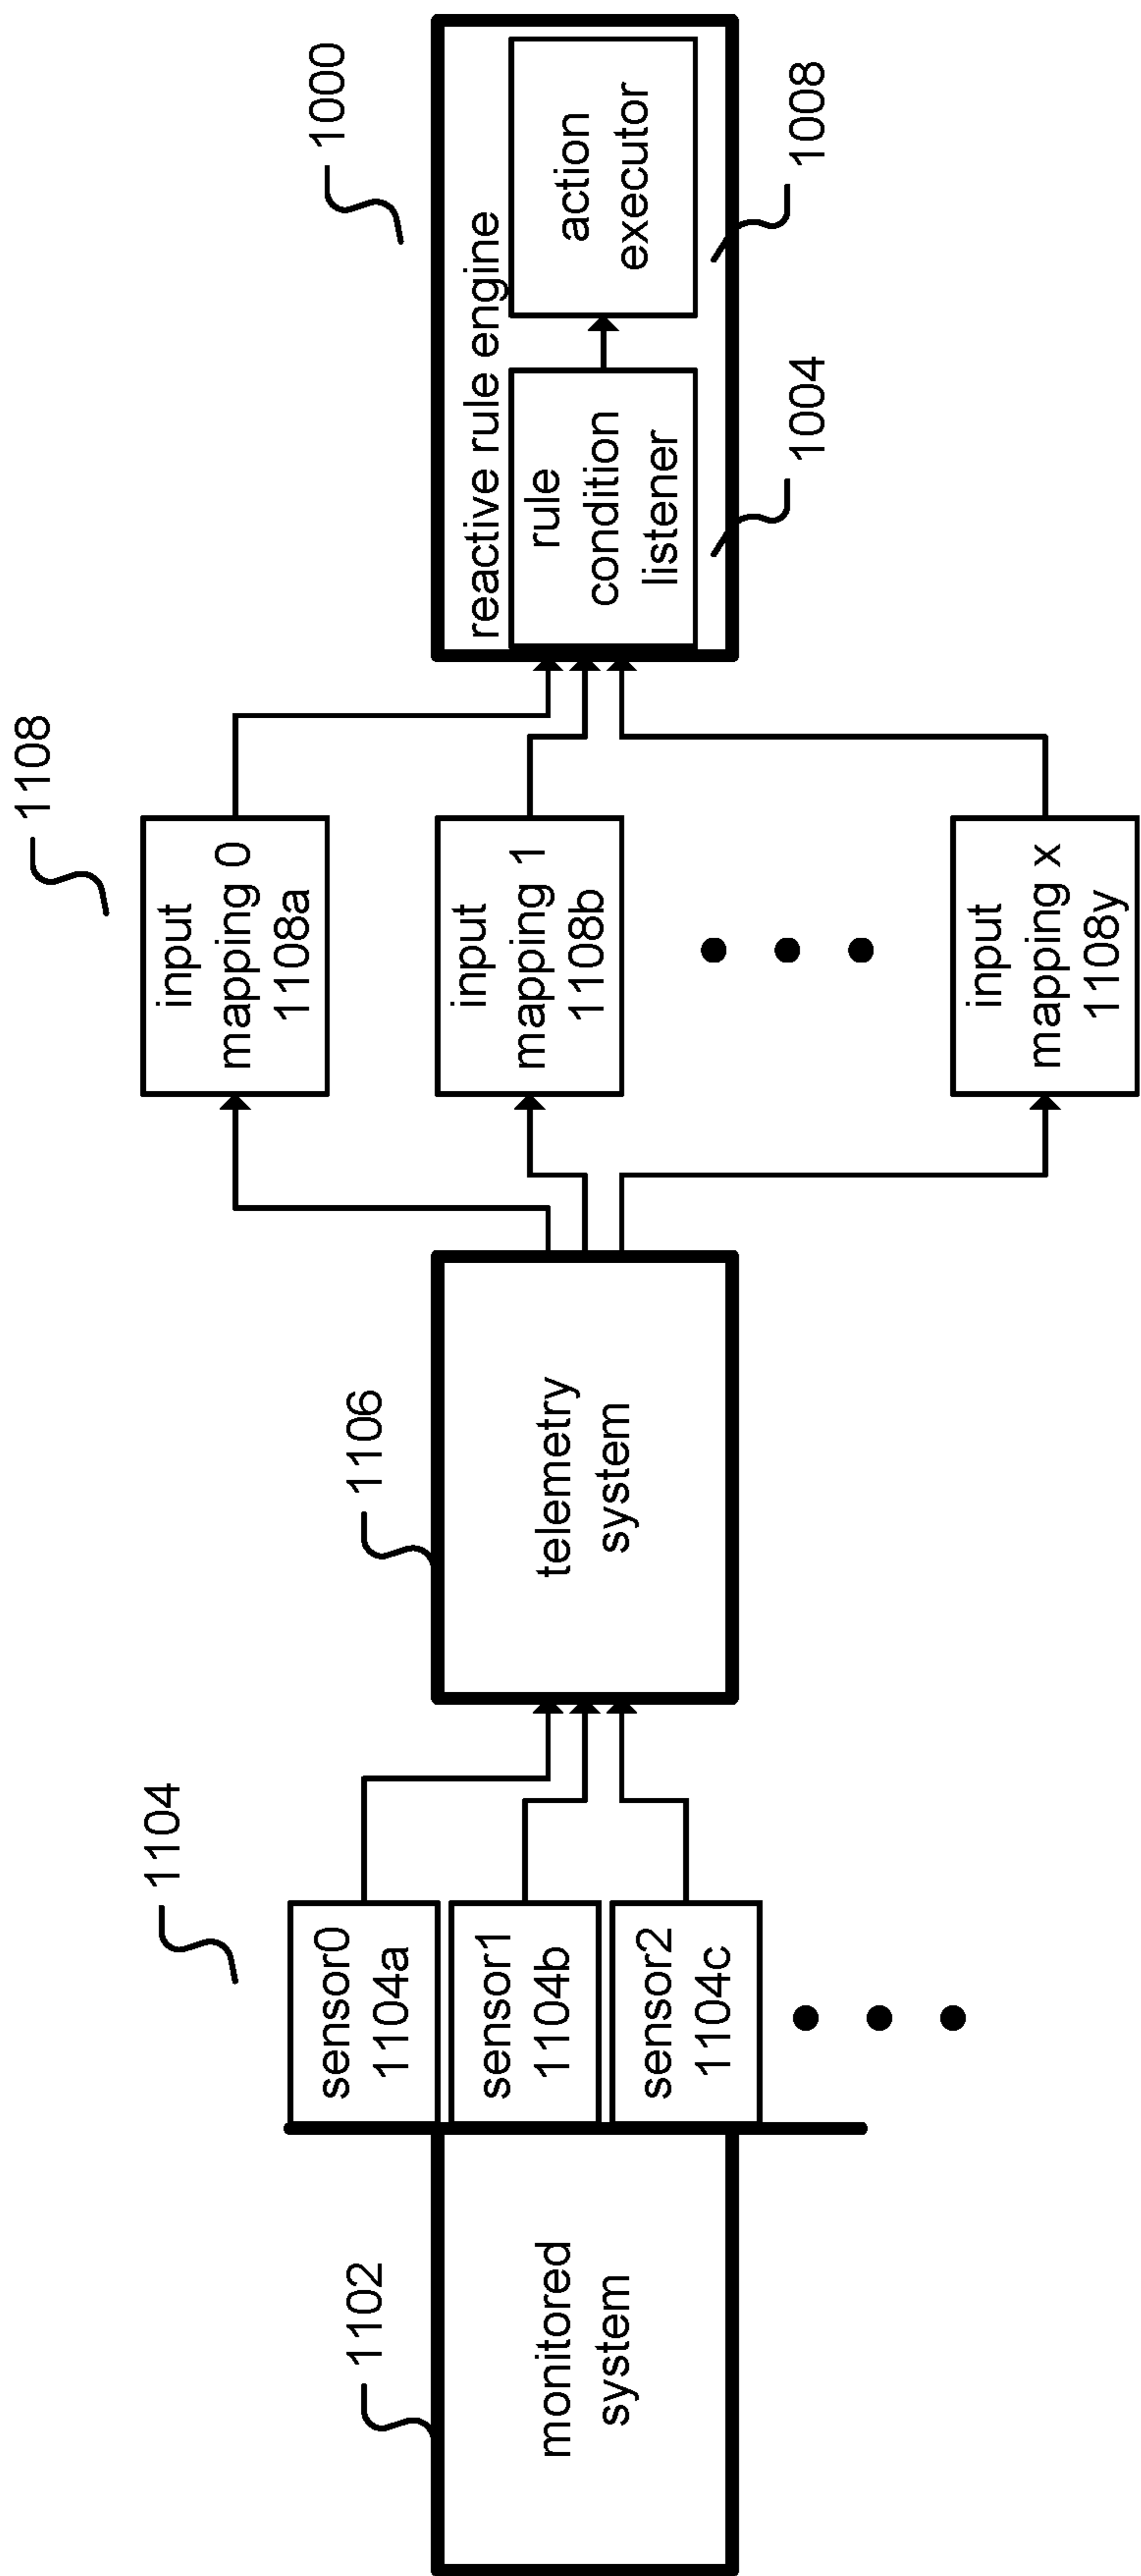 1102
monitored
system
1104
sensor0
1104a
sensor1
1104b
sensor2
1104c
1106
telemetry
system
1108
input
mapping 0
1108a
input
mapping 1
1108b
input
mapping x
1108y
1000
reactive rule engine
rule
condition
listener
action
executor
1004
1008